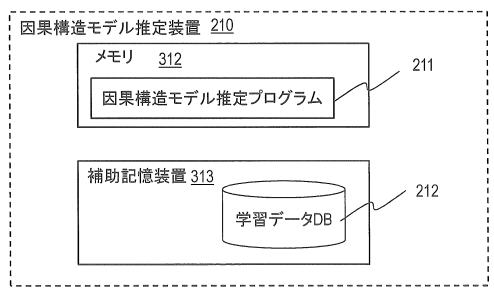 因果構造モデル推定装置 210
メモリ 312
因果構造モデル推定プログラム
211
補助記憶装置 313
学習データDB
212